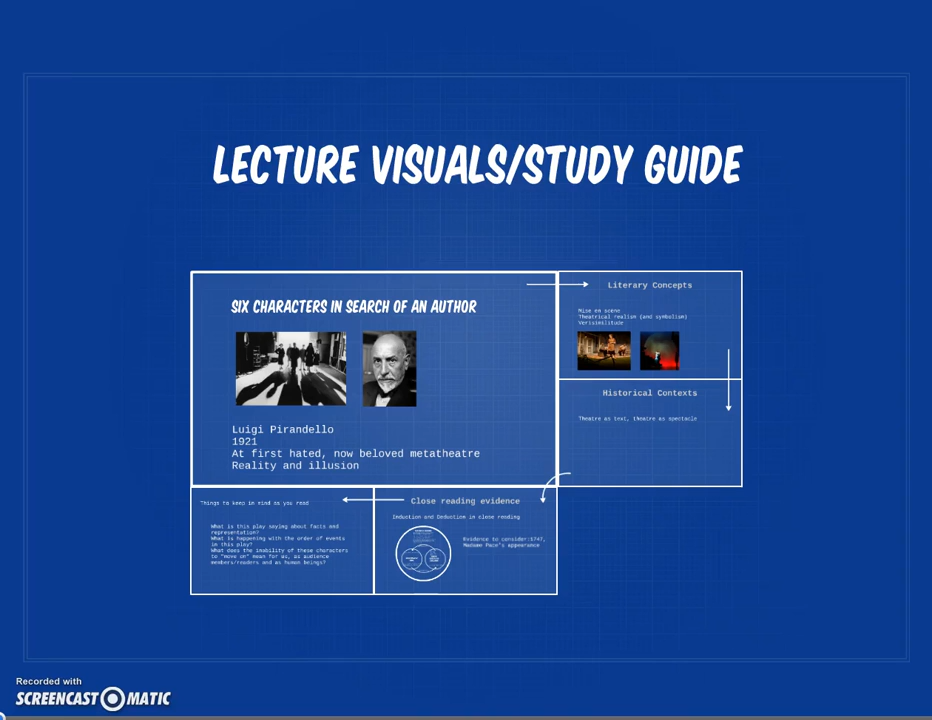 LECTURE VISUALS/STUDY GUIDE
SIX CHARACTERS IN SEARCH OF AN AUTHOR
Luigi Pirandello
1921
At first hated, now beloved metatheatre
Reality and illusion
Literary Concepts
Mise en scene
Theatrical realism (and symbolism)
Verisimilitude
Historical Contexts
Theatre as text, theatre as spectacle
Close reading evidence
Induction and Deduction in close reading
Evidence to consider:1747,
Madame Pace's appearance
Things to keep in mind as you read
What is this play saying about facts and
representation?
What is happening with the order of events
in this play?
What does the inability of these characters
to "move on" mean for us, as audience
members/readers and as human beings?
Recorded with
SCREENCAST MATIC